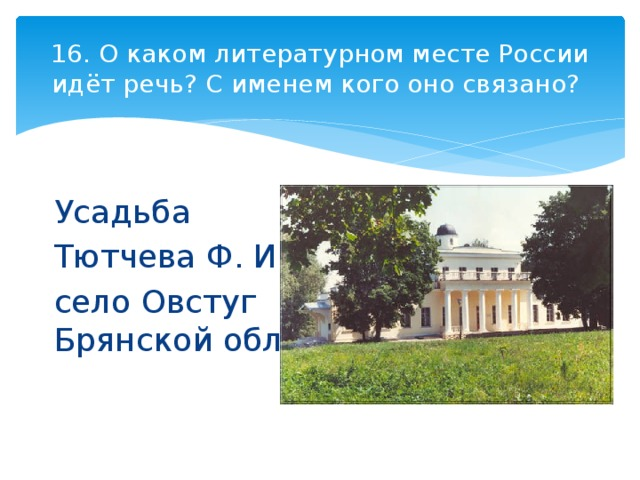 16. О каком литературном месте России
идёт речь? С именем кого оно связано?
Усадьба
Тютчева Ф. И
село Овстуг
Брянской обл